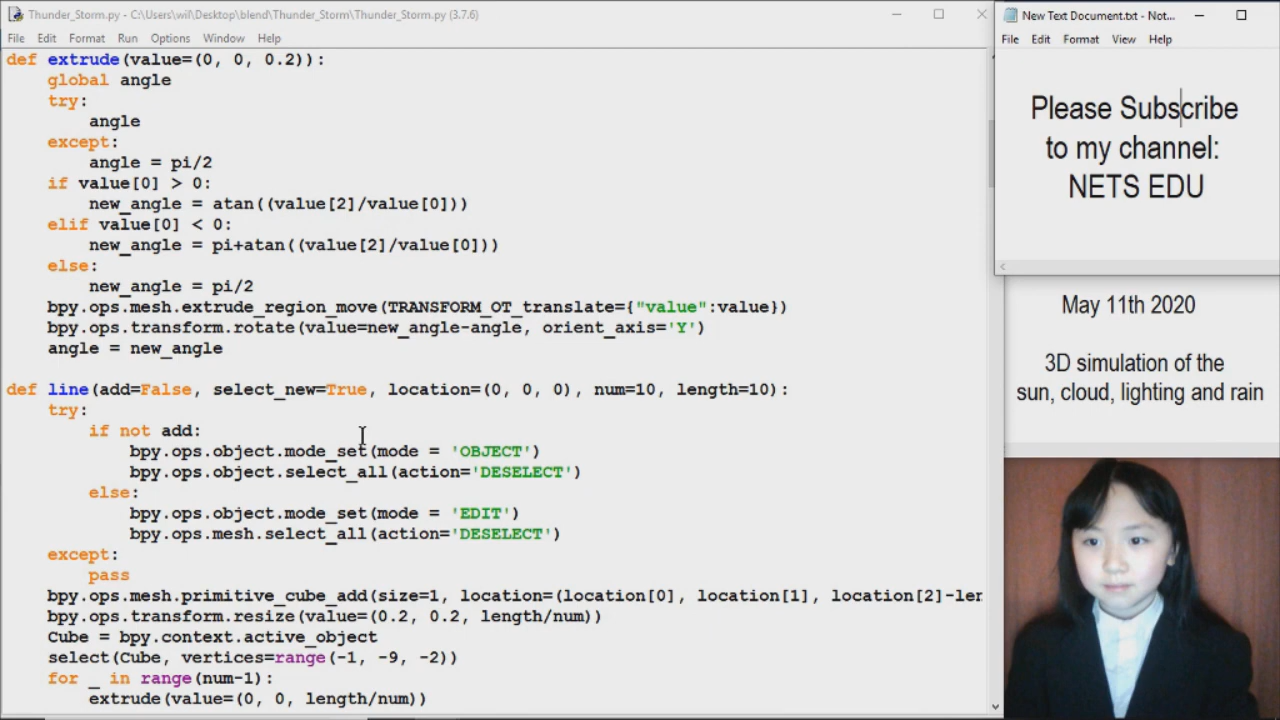 Thunder_Storm.py - C:\Users\wil\Desktop\blend\Thunder_Storm\Thunder_Storm.py (3.7.6)
File Edit Format Run Options Window Help
def extrude(value=(0, 0, 0.2)):
    global angle
    try:
        angle
    except:
        angle = pi/2
    if value[0] > 0:
        new_angle = atan((value[2]/value[0]))
    elif value[0] < 0:
        new_angle = pi+atan((value[2]/value[0]))
    else:
        new_angle = pi/2
    bpy.ops.mesh.extrude_region_move(TRANSFORM_OT_translate={"value":value})
    bpy.ops.transform.rotate(value=new_angle-angle, orient_axis='Y')
    angle = new_angle
def line(add=False, select_new=True, location=(0, 0, 0), num=10, length=10):
    try:
        if not add:
            bpy.ops.object.mode_set(mode = 'OBJECT')
            bpy.ops.object.select_all(action='DESELECT')
        else:
            bpy.ops.object.mode_set(mode = 'EDIT')
            bpy.ops.mesh.select_all(action='DESELECT')
    except:
        pass
    bpy.ops.mesh.primitive_cube_add(size=1, location=(location[0], location[1], location[2]-len
    bpy.ops.transform.resize(value=(0.2, 0.2, length/num))
    Cube = bpy.context.active_object
    select(Cube, vertices=range(-1, -9, -2))
    for _ in range(num-1):
        extrude(value=(0, 0, length/num))
New Text Document.txt - Not...
File Edit Format View Help
Please Subscribe
to my channel:
NETS EDU
May 11th 2020
3D simulation of the
sun, cloud, lighting and rain